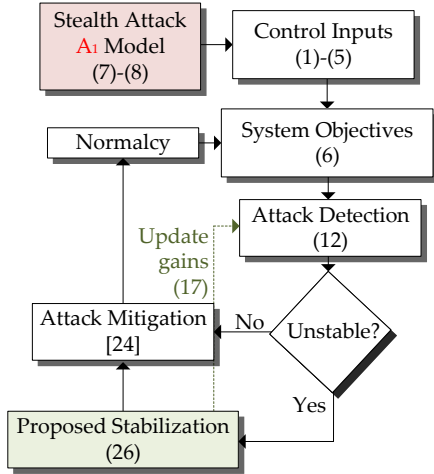 Stealth Attack
A1 Model
(7)-(8)
Control Inputs
(1)-(5)
System Objectives
(6)
Normalcy
Attack Detection
(12)
Update
gains
(17)
Unstable?
No
Attack Mitigation
[24]
Yes
Proposed Stabilization
(26)